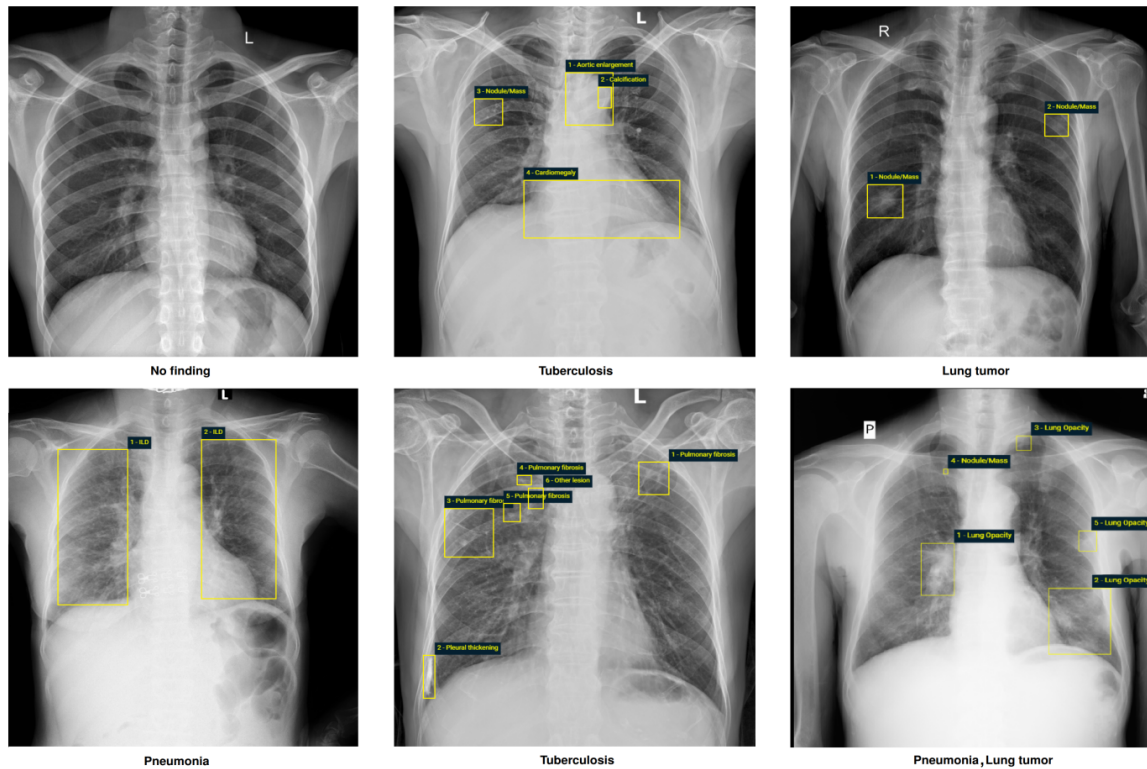 L
No finding
L
1 - Aortic enlargement
2 - Calcification
3 - Nodule/Mass
4 - Cardiomegaly
Tuberculosis
R
2 - Nodule/Mass
1 - Nodule/Mass
Lung tumor
L
1 - ILD
2 - ILD
Pneumonia
L
1 - Pulmonary fibrosis
4 - Pulmonary fibrosis
6 - Other lesion
3 - Pulmonary fibro
5 - Pulmonary fibrosis
2 - Pleural thickening
Tuberculosis
P
3 - Lung Opacity
4 - Nodule/Mass
5 - Lung Opacity
1 - Lung Opacity
2 - Lung Opacity
Pneumonia, Lung tumor